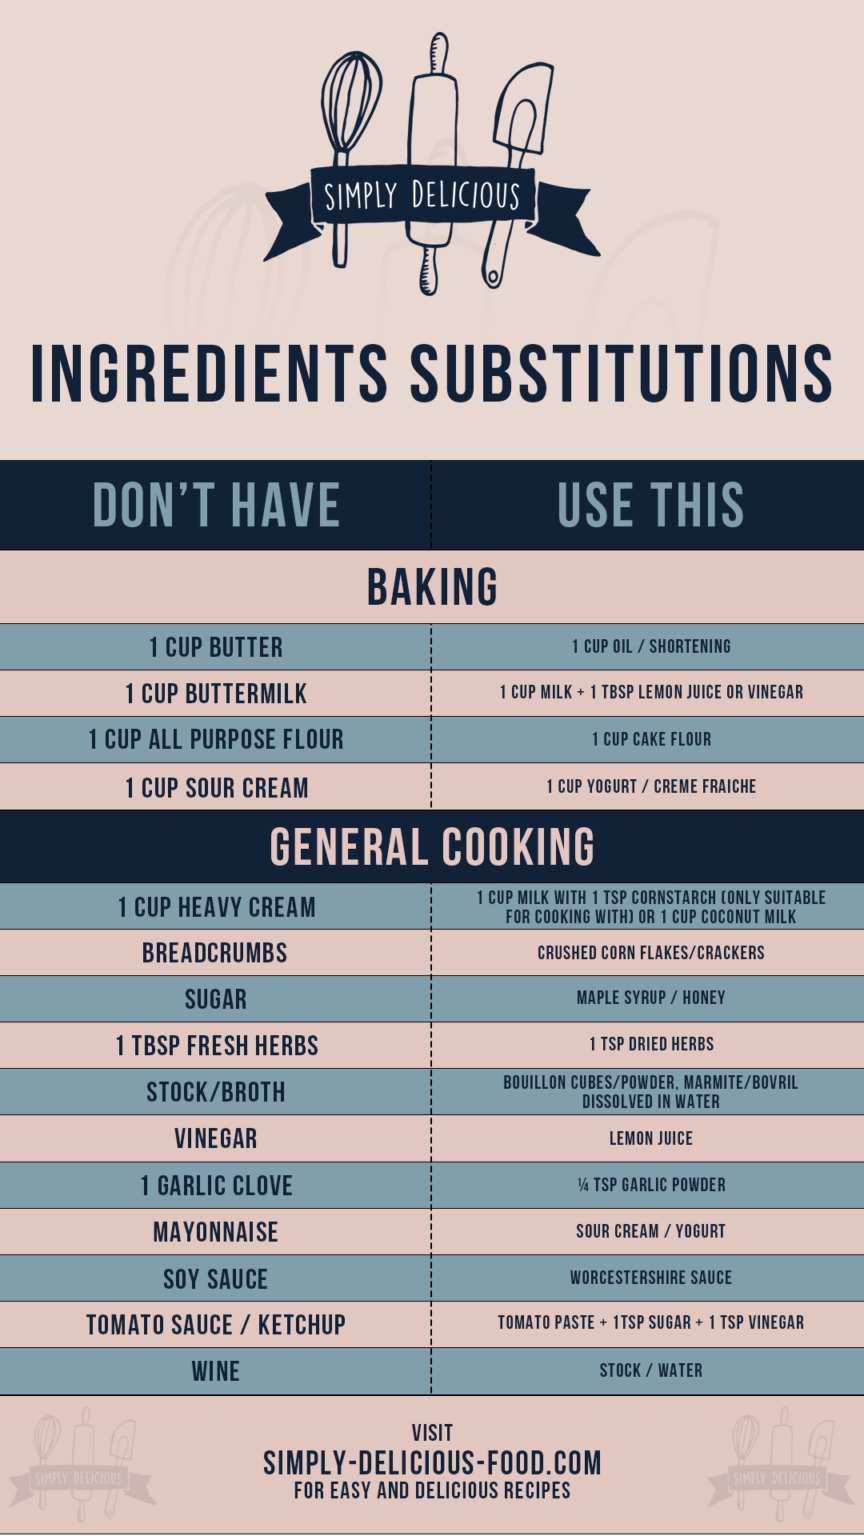 SIMPLY DELICIOUS
INGREDIENTS SUBSTITUTIONS
DON'T HAVE
USE THIS
BAKING
1 CUP BUTTER
1 CUP OIL / SHORTENING
1 CUP BUTTERMILK
1 CUP MILK + 1 TBSP LEMON JUICE OR VINEGAR
1 CUP ALL PURPOSE FLOUR
1 CUP CAKE FLOUR
1 CUP SOUR CREAM
1 CUP YOGURT / CREME FRAICHE
GENERAL COOKING
1 CUP HEAVY CREAM
1 CUP MILK WITH 1 TSP CORNSTARCH (ONLY SUITABLE
FOR COOKING WITH) OR 1 CUP COCONUT MILK
BREADCRUMBS
CRUSHED CORN FLAKES/CRACKERS
SUGAR
MAPLE SYRUP / HONEY
1 TBSP FRESH HERBS
1 TSP DRIED HERBS
STOCK/BROTH
BOUILLON CUBES/POWDER, MARMITE/BOVRIL
DISSOLVED IN WATER
VINEGAR
LEMON JUICE
1 GARLIC CLOVE
¼ TSP GARLIC POWDER
MAYONNAISE
SOUR CREAM / YOGURT
SOY SAUCE
WORCESTERSHIRE SAUCE
TOMATO SAUCE / KETCHUP
TOMATO PASTE + 1TSP SUGAR + 1 TSP VINEGAR
WINE
STOCK / WATER
VISIT
SIMPLY-DELICIOUS-FOOD.COM
FOR EASY AND DELICIOUS RECIPES
SIMPLY DELICIOUS
SIMPLY DELICIOUS